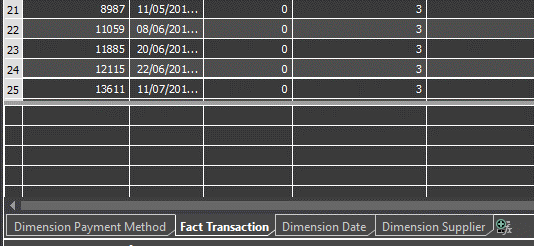 21 8987 11/05/201... 0 3
22 11059 08/06/201... 0 3
23 11885 20/06/201... 0 3
24 12115 22/06/201... 0 3
25 13611 11/07/201... 0 3
Dimension Payment Method Fact Transaction Dimension Date Dimension Supplier fx